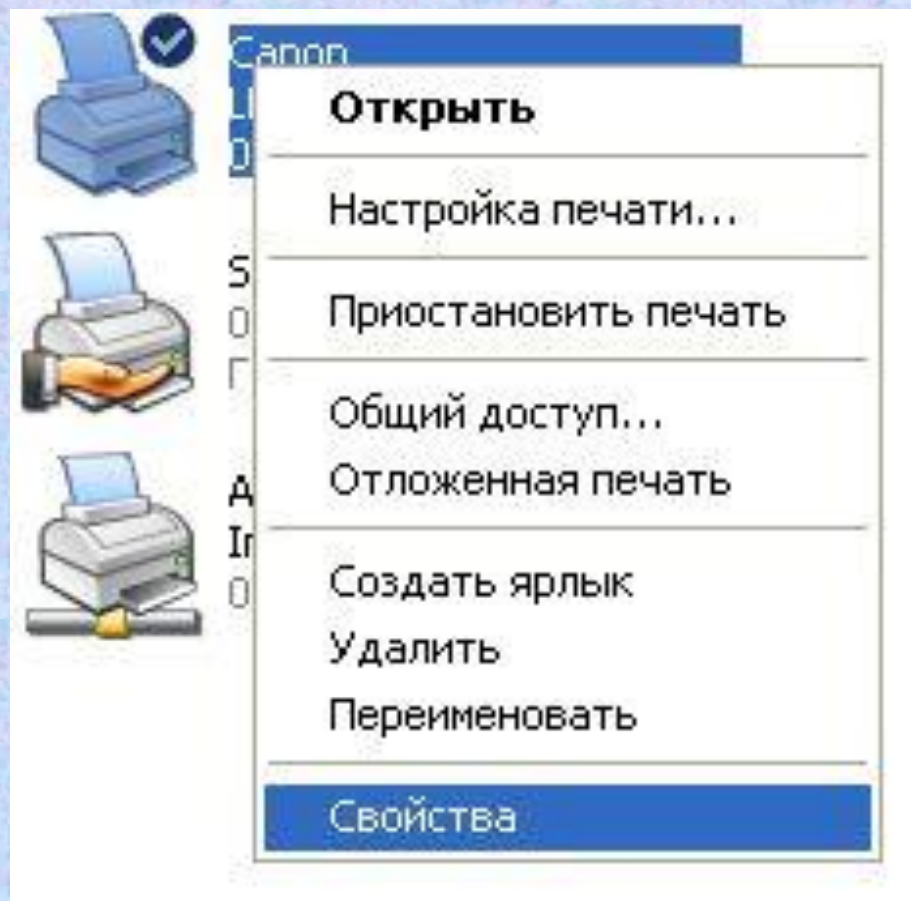 Canon
Открыть
Настройка печати...
Приостановить печать
Общий доступ...
Отложенная печать
Создать ярлык
Удалить
Переименовать
Свойства